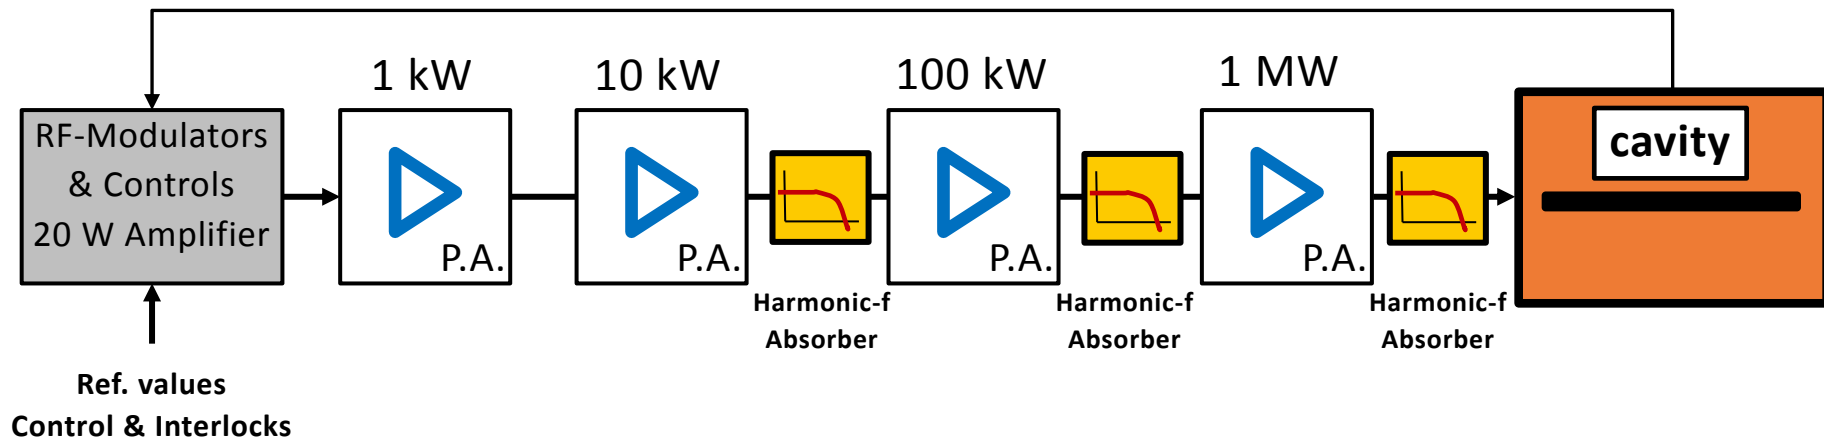 1 kW
10 kW
100 kW
1 MW
RF-Modulators
& Controls
20 W Amplifier
P.A.
P.A.
P.A.
P.A.
cavity
Harmonic-f
Absorber
Harmonic-f
Absorber
Harmonic-f
Absorber
Ref. values
Control & Interlocks